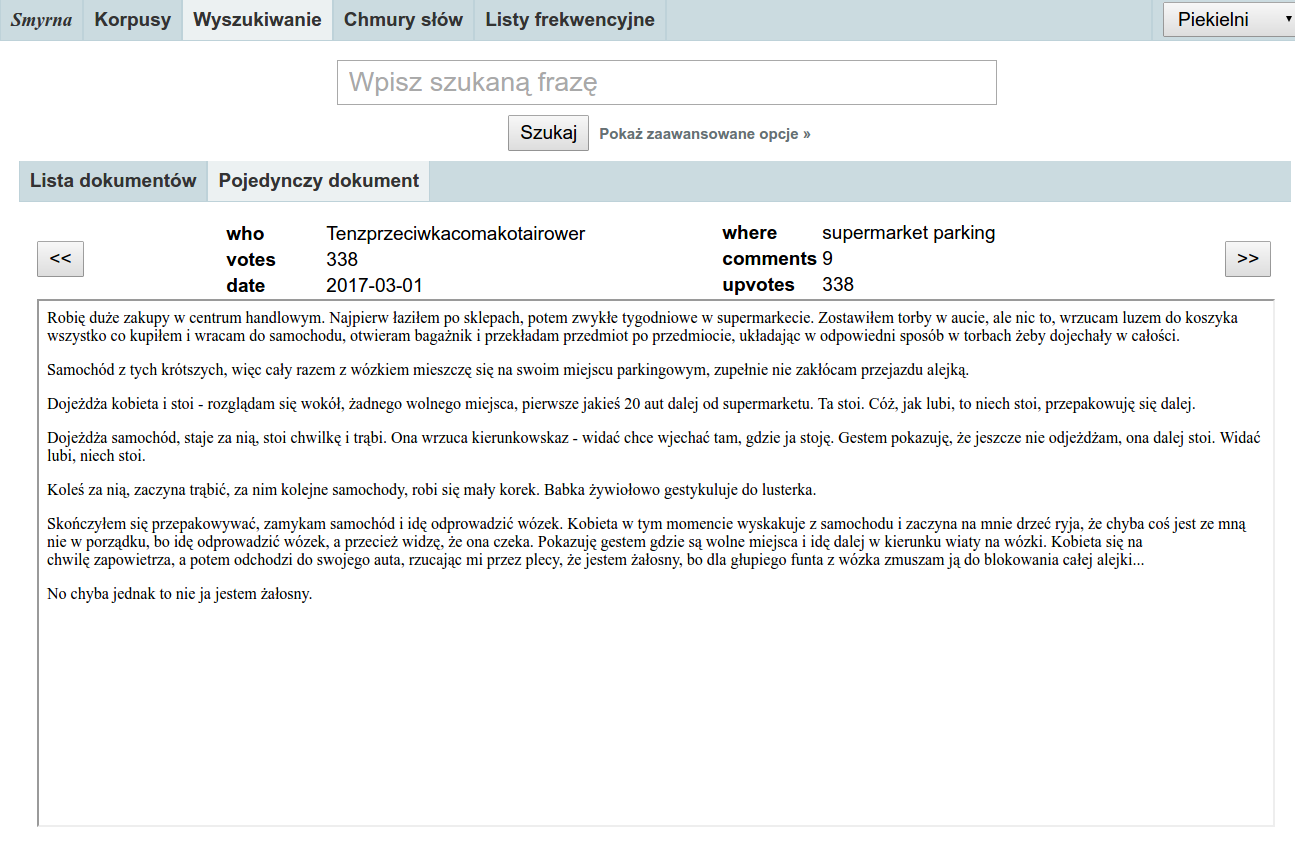 Smyrna Korpusy Wyszukiwanie Chmury słów Listy frekwencyjne Piekielni
Wpisz szukaną frazę
Szukaj Pokaż zaawansowane opcje »
Lista dokumentów Pojedynczy dokument
<<
who Tenzprzeciwkacomakotairower
votes 338
date 2017-03-01
where supermarket parking
comments 9
upvotes 338
>>
Robię duże zakupy w centrum handlowym. Najpierw łaziłem po sklepach, potem zwykłe tygodniowe w supermarkecie. Zostawiłem torby w aucie, ale nic to, wrzucam luzem do koszyka
wszystko co kupiłem i wracam do samochodu, otwieram bagażnik i przekładam przedmiot po przedmiocie, układając w odpowiedni sposób w torbach żeby dojechały w całości.
Samochód z tych krótszych, więc cały razem z wózkiem mieszczę się na swoim miejscu parkingowym, zupełnie nie zakłócam przejazdu alejką.
Dojeżdża kobieta i stoi - rozglądam się wokół, żadnego wolnego miejsca, pierwsze jakieś 20 aut dalej od supermarketu. Ta stoi. Cóż, jak lubi, to niech stoi, przepakowuję się dalej.
Dojeżdża samochód, staje za nią, stoi chwilkę i trąbi. Ona wrzuca kierunkowskaz - widać chce wjechać tam, gdzie ja stoję. Gestem pokazuję, że jeszcze nie odjeżdżam, ona dalej stoi. Widać
lubi, niech stoi.
Koleś za nią, zaczyna trąbić, za nim kolejne samochody, robi się mały korek. Babka żywiołowo gestykuluje do lusterka.
Skończyłem się przepakowywać, zamykam samochód i idę odprowadzić wózek. Kobieta w tym momencie wyskakuje z samochodu i zaczyna na mnie drzeć ryja, że chyba coś jest ze mną
nie w porządku, bo idę odprowadzić wózek, a przecież widzę, że ona czeka. Pokazuję gestem gdzie są wolne miejsca i idę dalej w kierunku wiaty na wózki. Kobieta się na
chwilę zapowietrza, a potem odchodzi do swojego auta, rzucając mi przez plecy, że jestem żałosny, bo dla głupiego funta z wózka zmuszam ją do blokowania całej alejki...
No chyba jednak to nie ja jestem żałosny.